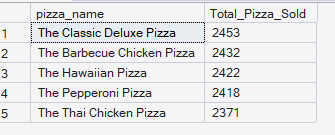 pizza_name Total_Pizza_Sold
1 The Classic Deluxe Pizza 2453
2 The Barbecue Chicken Pizza 2432
3 The Hawaiian Pizza 2422
4 The Pepperoni Pizza 2418
5 The Thai Chicken Pizza 2371